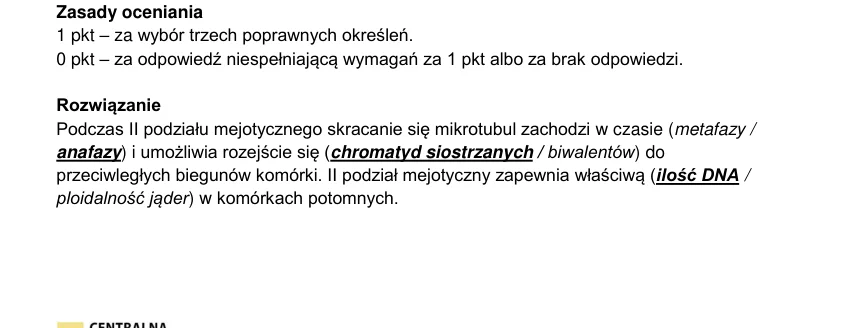 Zasady oceniania
1 pkt – za wybór trzech poprawnych określeń.
0 pkt – za odpowiedź niespełniającą wymagań za 1 pkt albo za brak odpowiedzi.
Rozwiązanie
Podczas II podziału mejotycznego skracanie się mikrotubul zachodzi w czasie (metafazy /
anafazy) i umożliwia rozejście się (chromatyd siostrzanych / biwalentów) do
przeciwległych biegunów komórki. II podział mejotyczny zapewnia właściwą (ilość DNA /
ploidalność jąder) w komórkach potomnych.
CENTRALNA